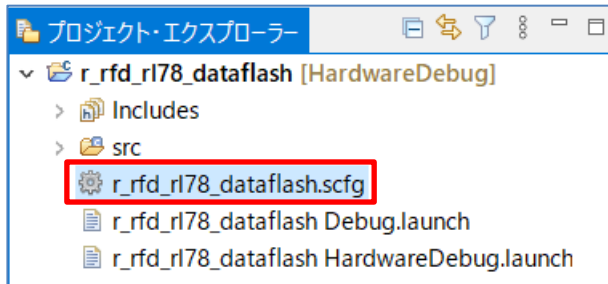 プロジェクト・エクスプローラー
r_rfd_rl78_dataflash [HardwareDebug]
Includes
src
r_rfd_rl78_dataflash.scfg
r_rfd_rl78_dataflash Debug.launch
r_rfd_rl78_dataflash HardwareDebug.launch